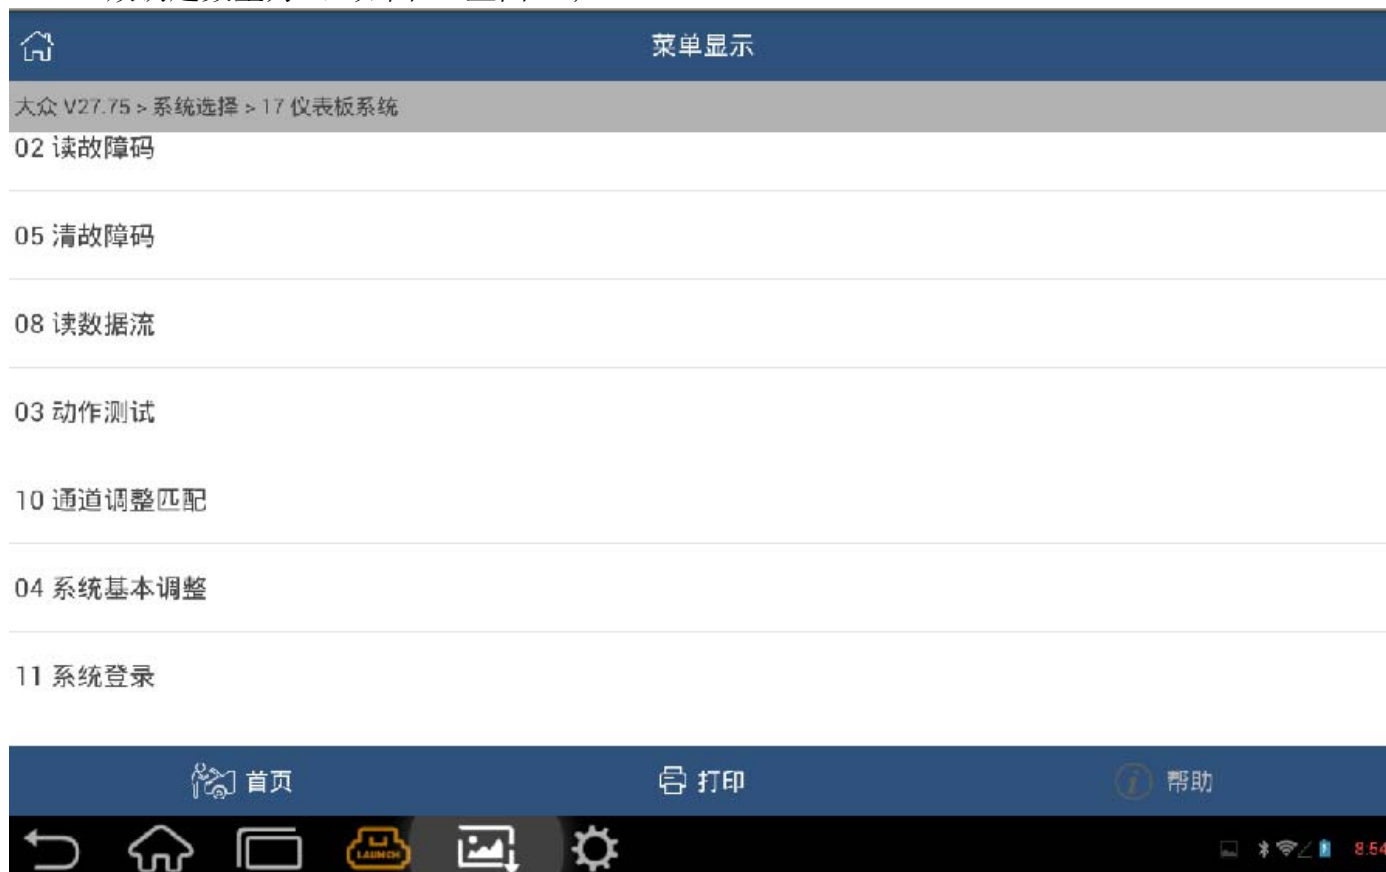 菜单显示
大众 V27.75 > 系统选择 > 17 仪表板系统
02 读故障码
05 清故障码
08 读数据流
03 动作测试
10 通道调整匹配
04 系统基本调整
11 系统登录
首页 打印 帮助
LAUNCH
8:54